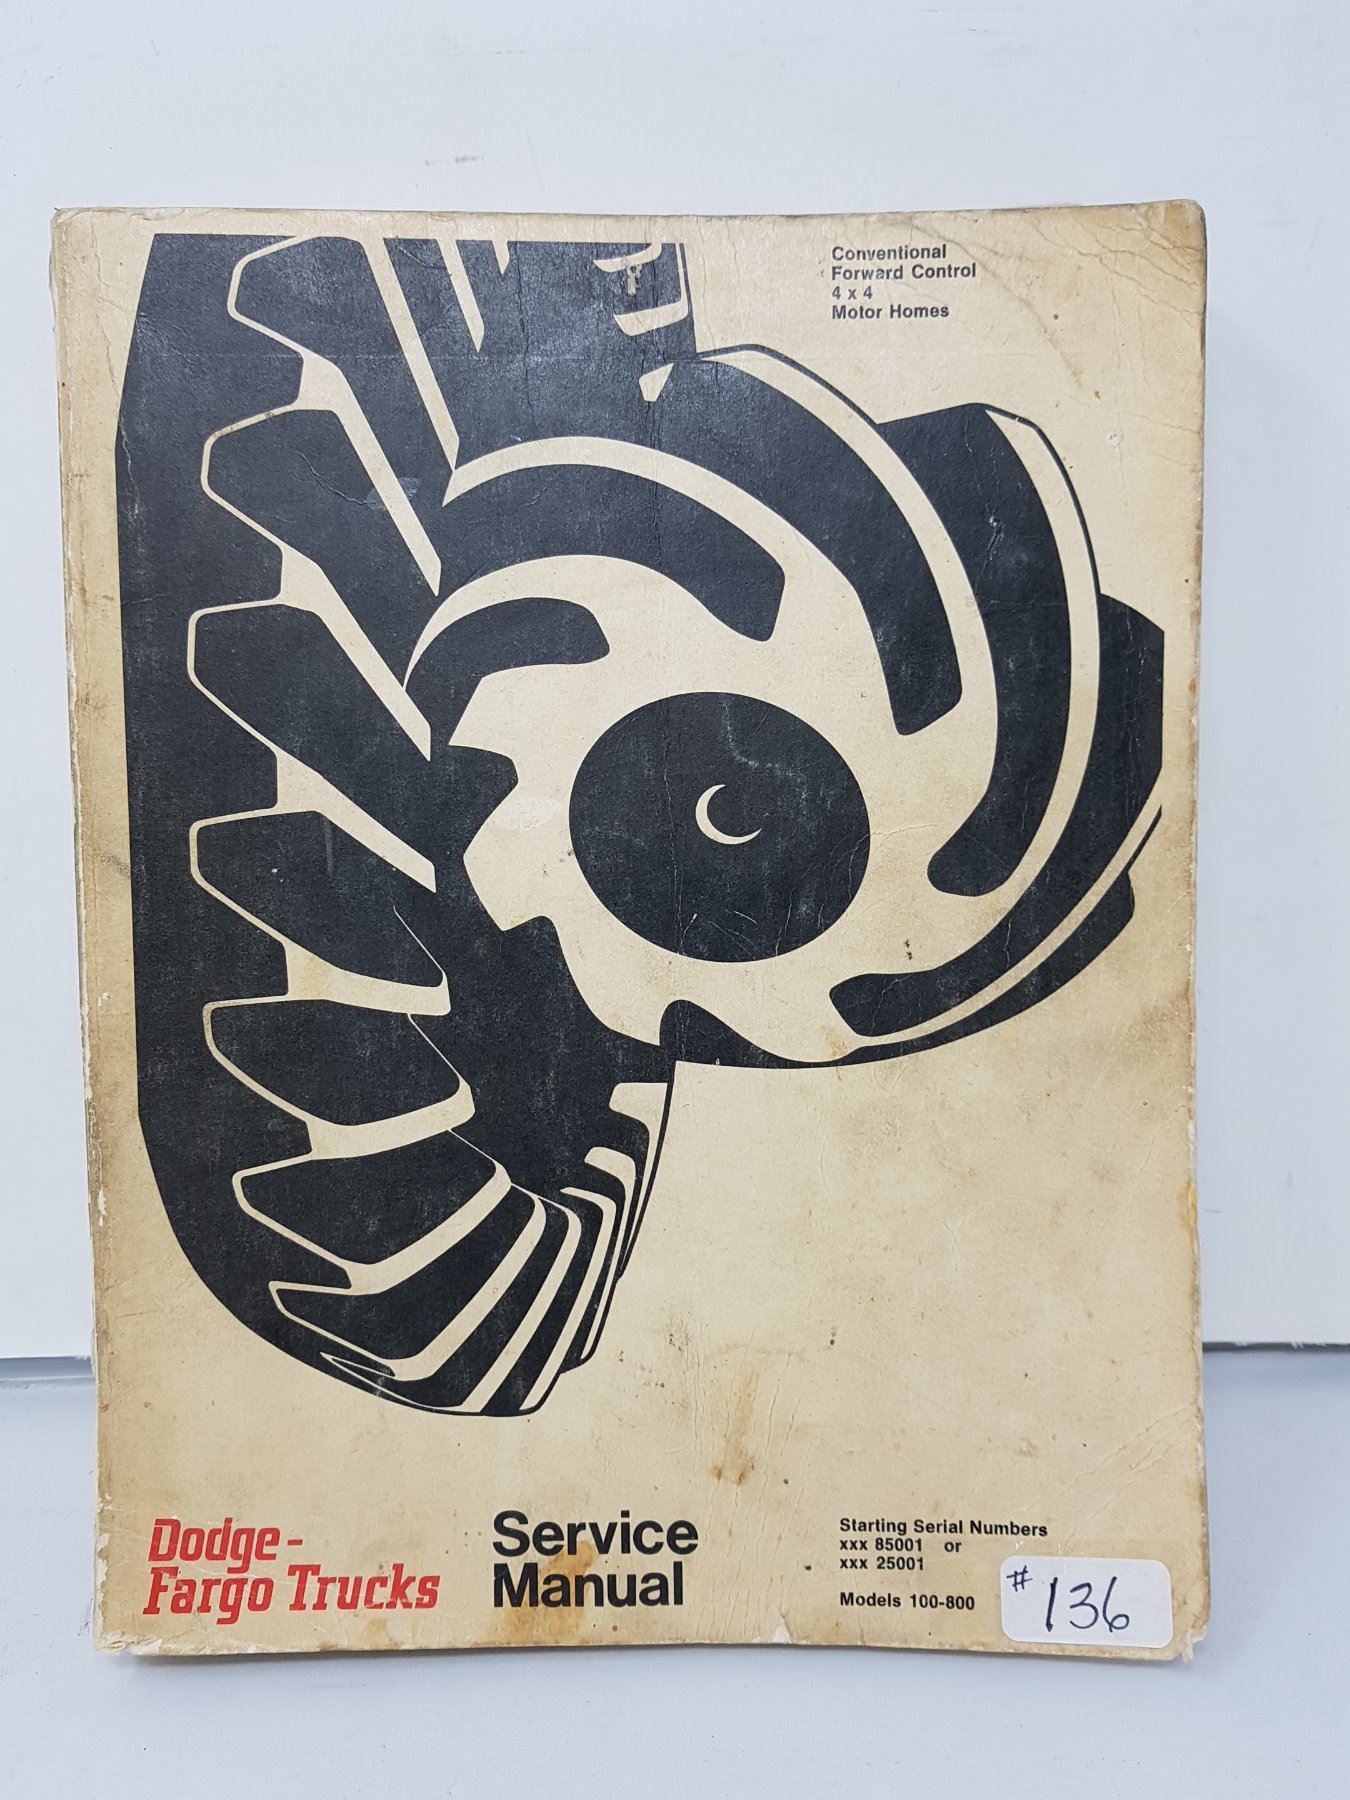 Conventional
Forward Control
4 x 4
Motor Homes
Dodge-
Fargo Trucks
Service
Manual
Starting Serial Numbers
xxx 85001 or
xxx 25001
Models 100-800
# 136